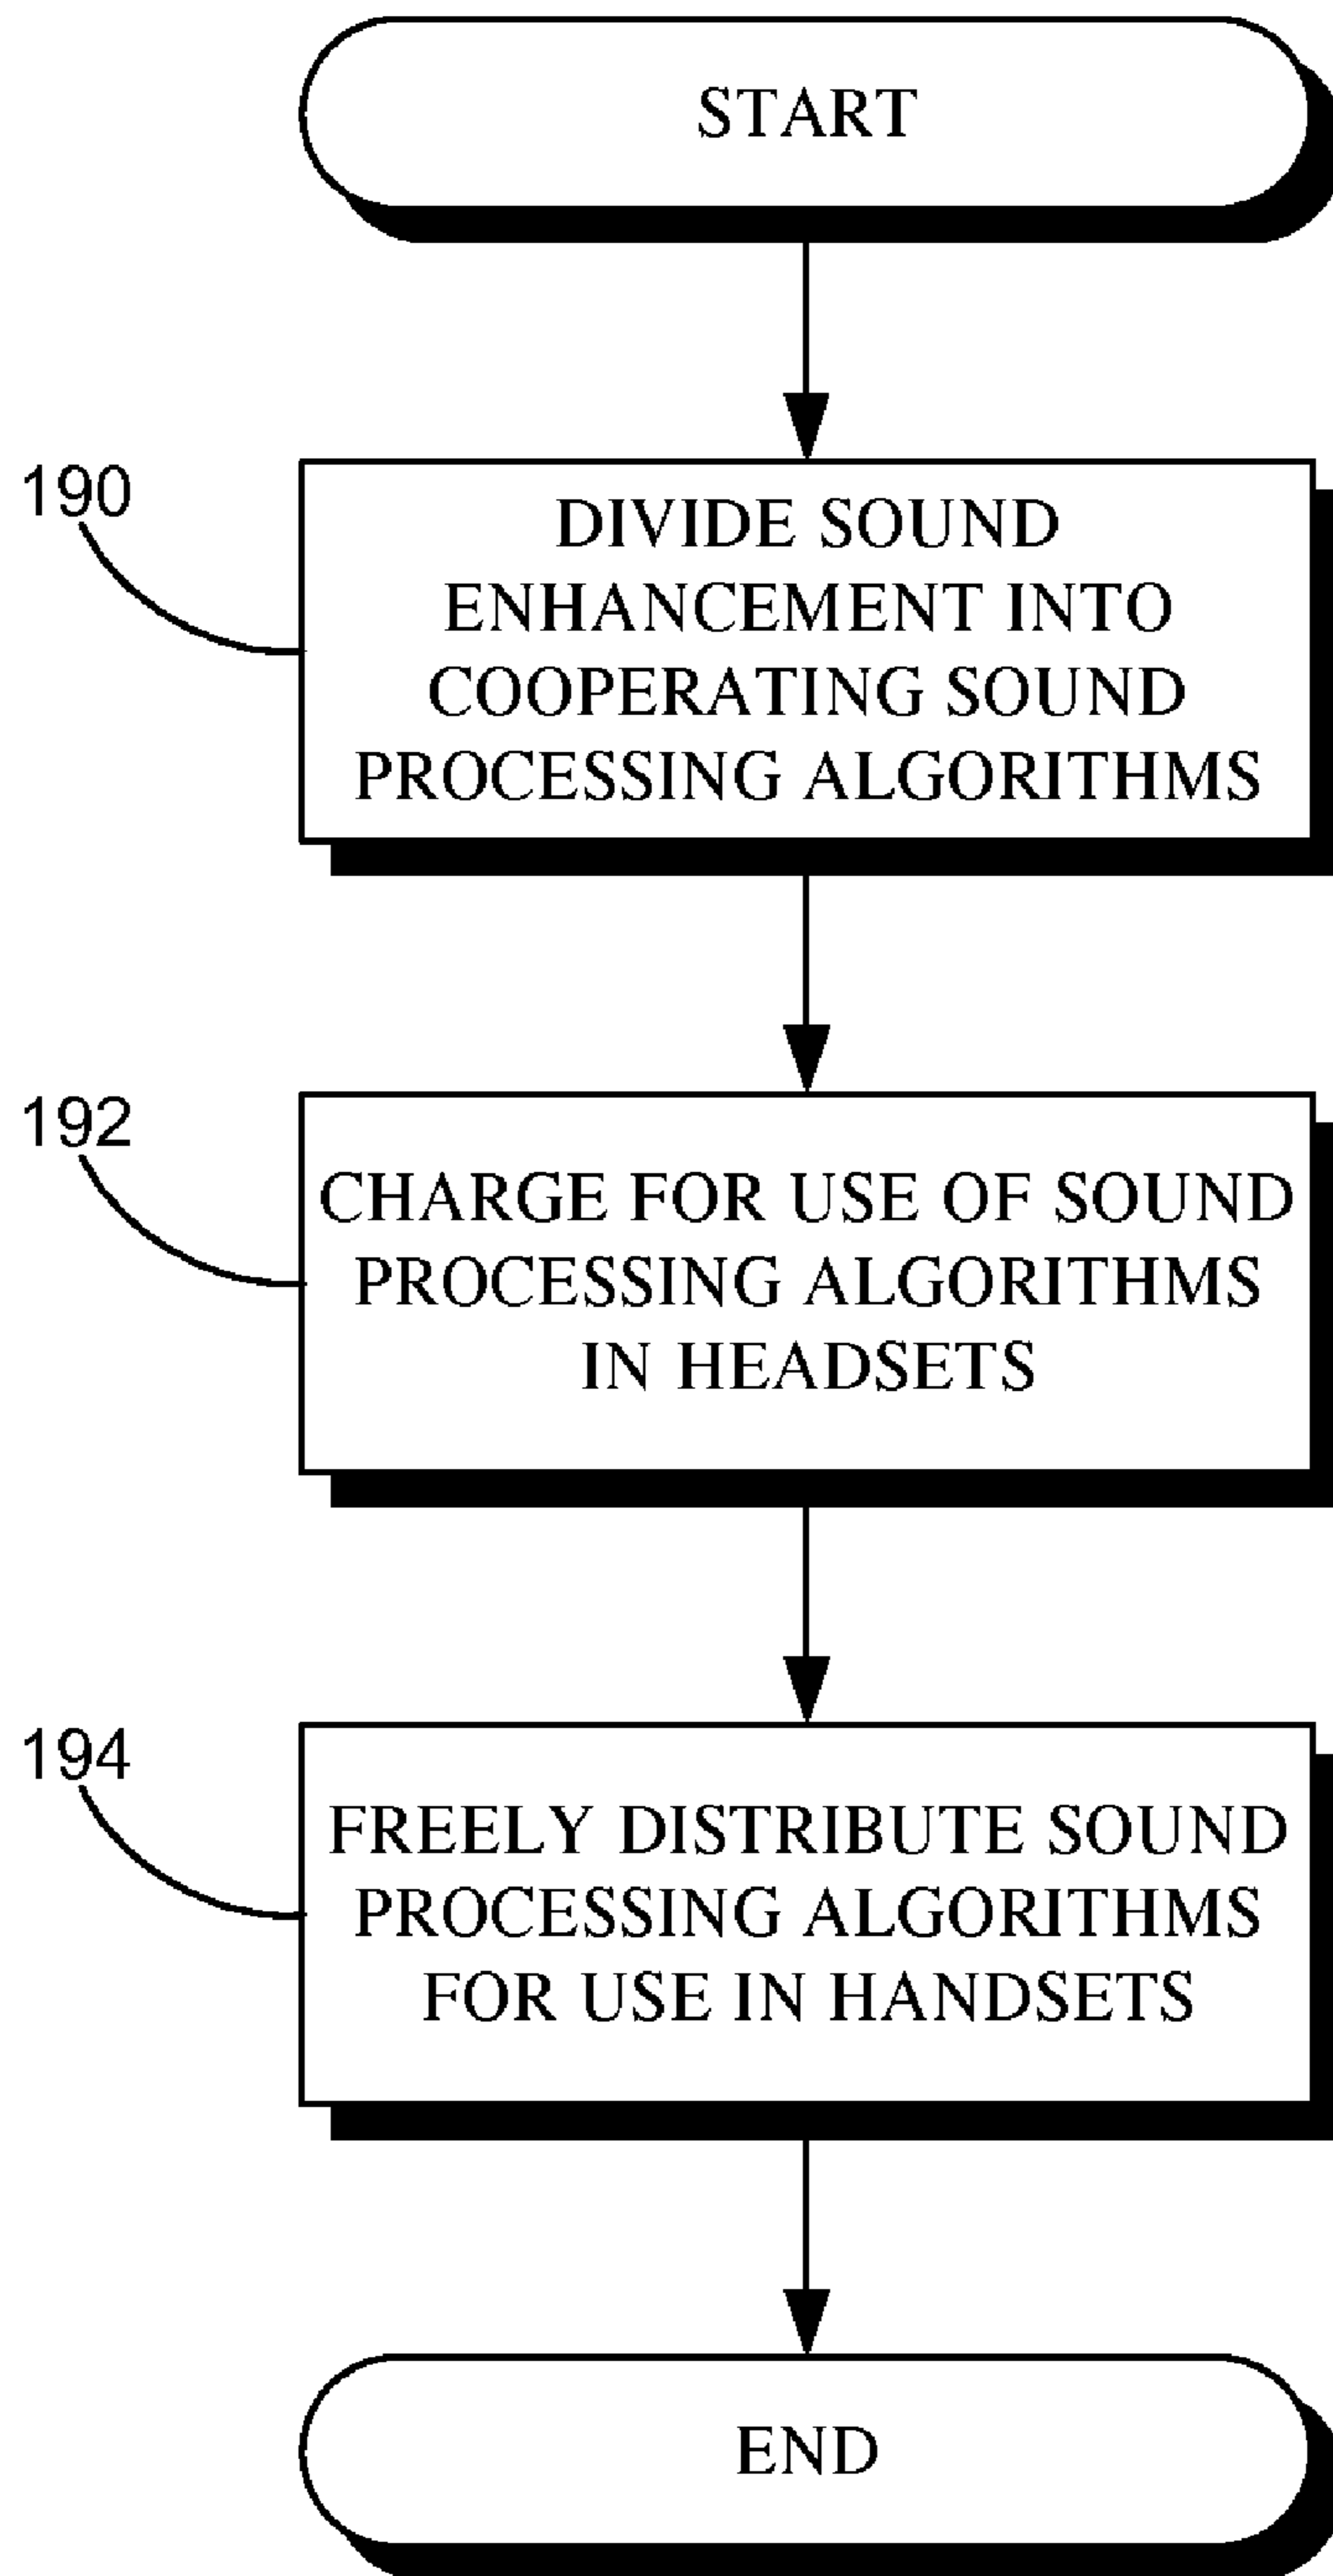 START
190
DIVIDE SOUND
ENHANCEMENT INTO
COOPERATING SOUND
PROCESSING ALGORITHMS
192
CHARGE FOR USE OF SOUND
PROCESSING ALGORITHMS
IN HEADSETS
194
FREELY DISTRIBUTE SOUND
PROCESSING ALGORITHMS
FOR USE IN HANDSETS
END